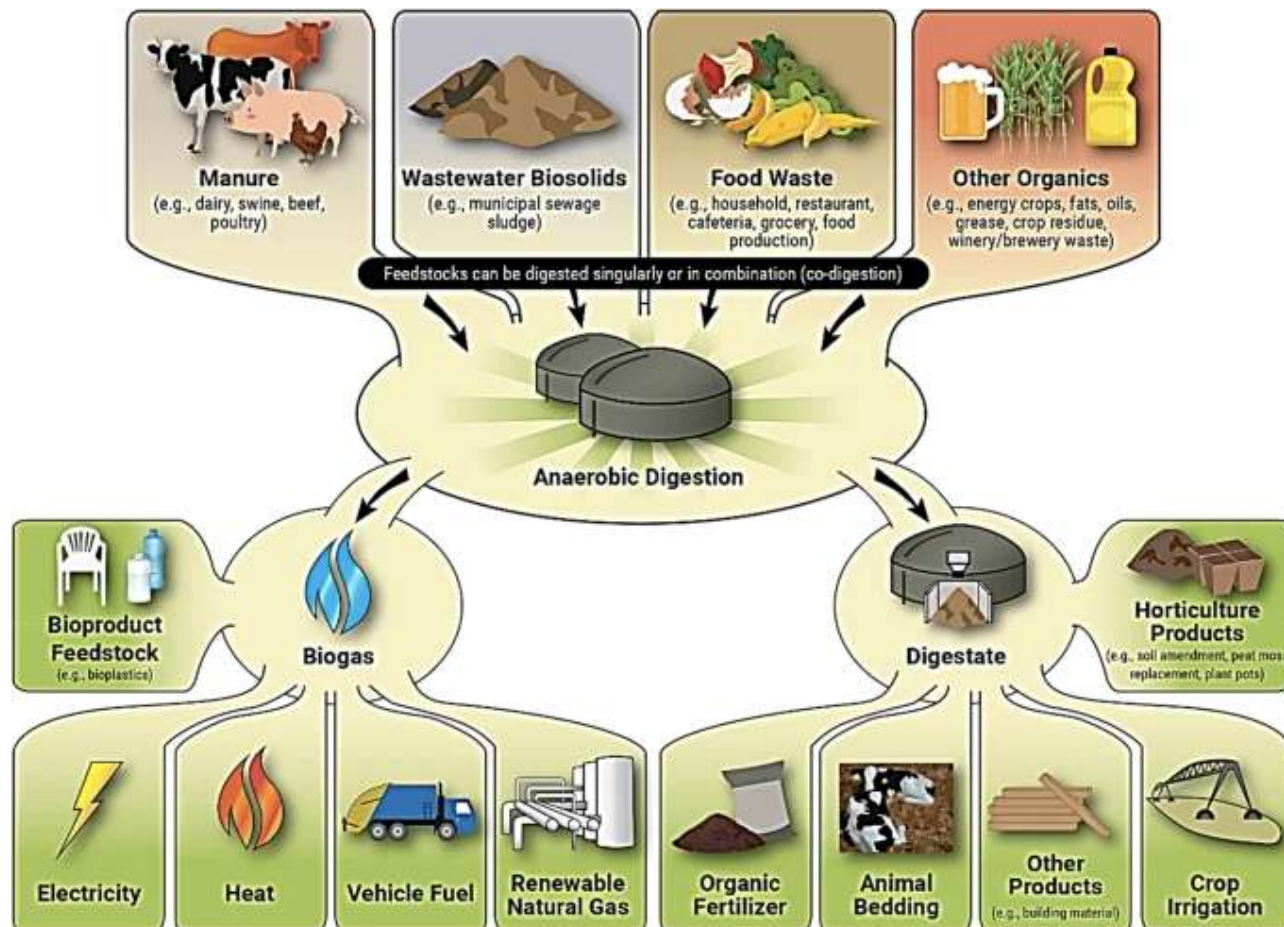 Manure
(e.g., dairy, swine, beef,
poultry)
Wastewater Biosolids
(e.g., municipal sewage
sludge)
Food Waste
(e.g., household, restaurant,
cafeteria, grocery, food
production)
Other Organics
(e.g., energy crops, fats, oils,
grease, crop residue,
winery/brewery waste)
Feedstocks can be digested singularly or in combination (co-digestion)
Anaerobic Digestion
Bioproduct
Feedstock
(e.g., bioplastics)
Biogas
Digestate
Horticulture
Products
(e.g., soil amendment, peat moss
replacement, plant pots)
Electricity
Heat
Vehicle Fuel
Renewable
Natural Gas
Organic
Fertilizer
Animal
Bedding
Other
Products
(e.g., building material)
Crop
Irrigation